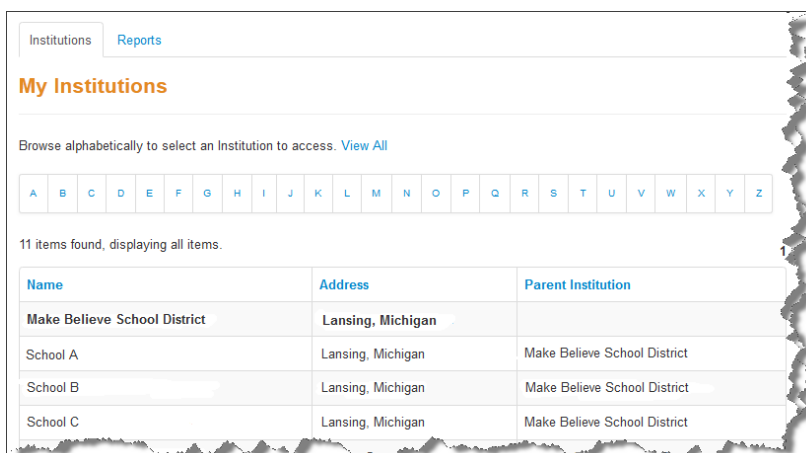 Institutions Reports
My Institutions
Browse alphabetically to select an Institution to access. View All
A B C D E F G H I J K L M N O P Q R S T U V W X Y Z
11 items found, displaying all items.
1
Name Address Parent Institution
Make Believe School District Lansing, Michigan
School A Lansing, Michigan Make Believe School District
School B Lansing, Michigan Make Believe School District
School C Lansing, Michigan Make Believe School District